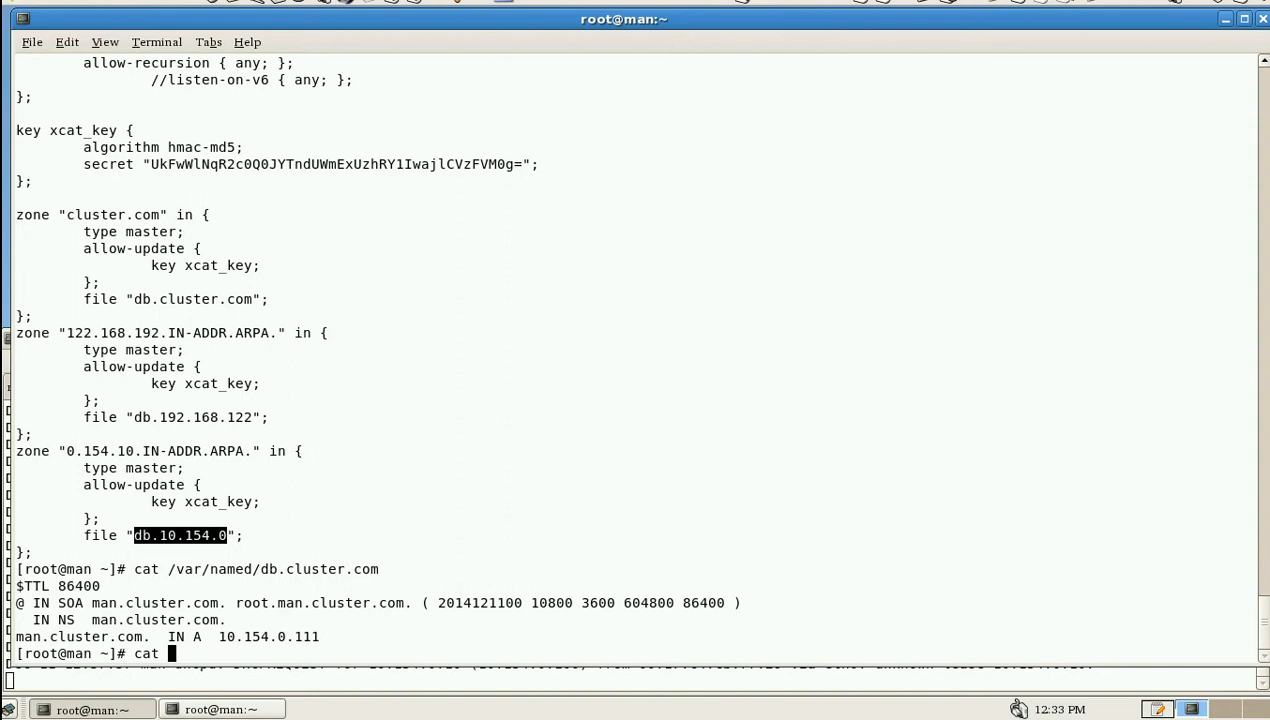 root@man:~
File Edit View Terminal Tabs Help
allow-recursion { any; };
//listen-on-v6 { any; };
};
key xcat_key {
algorithm hmac-md5;
secret "UkFwWlNqR2c0Q0JYTndUWmExUzhRY1IwajlCVzFVM0g=";
};
zone "cluster.com" in {
type master;
allow-update {
key xcat_key;
};
file "db.cluster.com";
};
zone "122.168.192.IN-ADDR.ARPA." in {
type master;
allow-update {
key xcat_key;
};
file "db.192.168.122";
};
zone "0.154.10.IN-ADDR.ARPA." in {
type master;
allow-update {
key xcat_key;
};
file "db.10.154.0";
};
[root@man ~]# cat /var/named/db.cluster.com
$TTL 86400
@ IN SOA man.cluster.com. root.man.cluster.com. ( 2014121100 10800 3600 604800 86400 )
IN NS man.cluster.com.
man.cluster.com. IN A 10.154.0.111
[root@man ~]# cat
root@man:~
root@man:~
12:33 PM